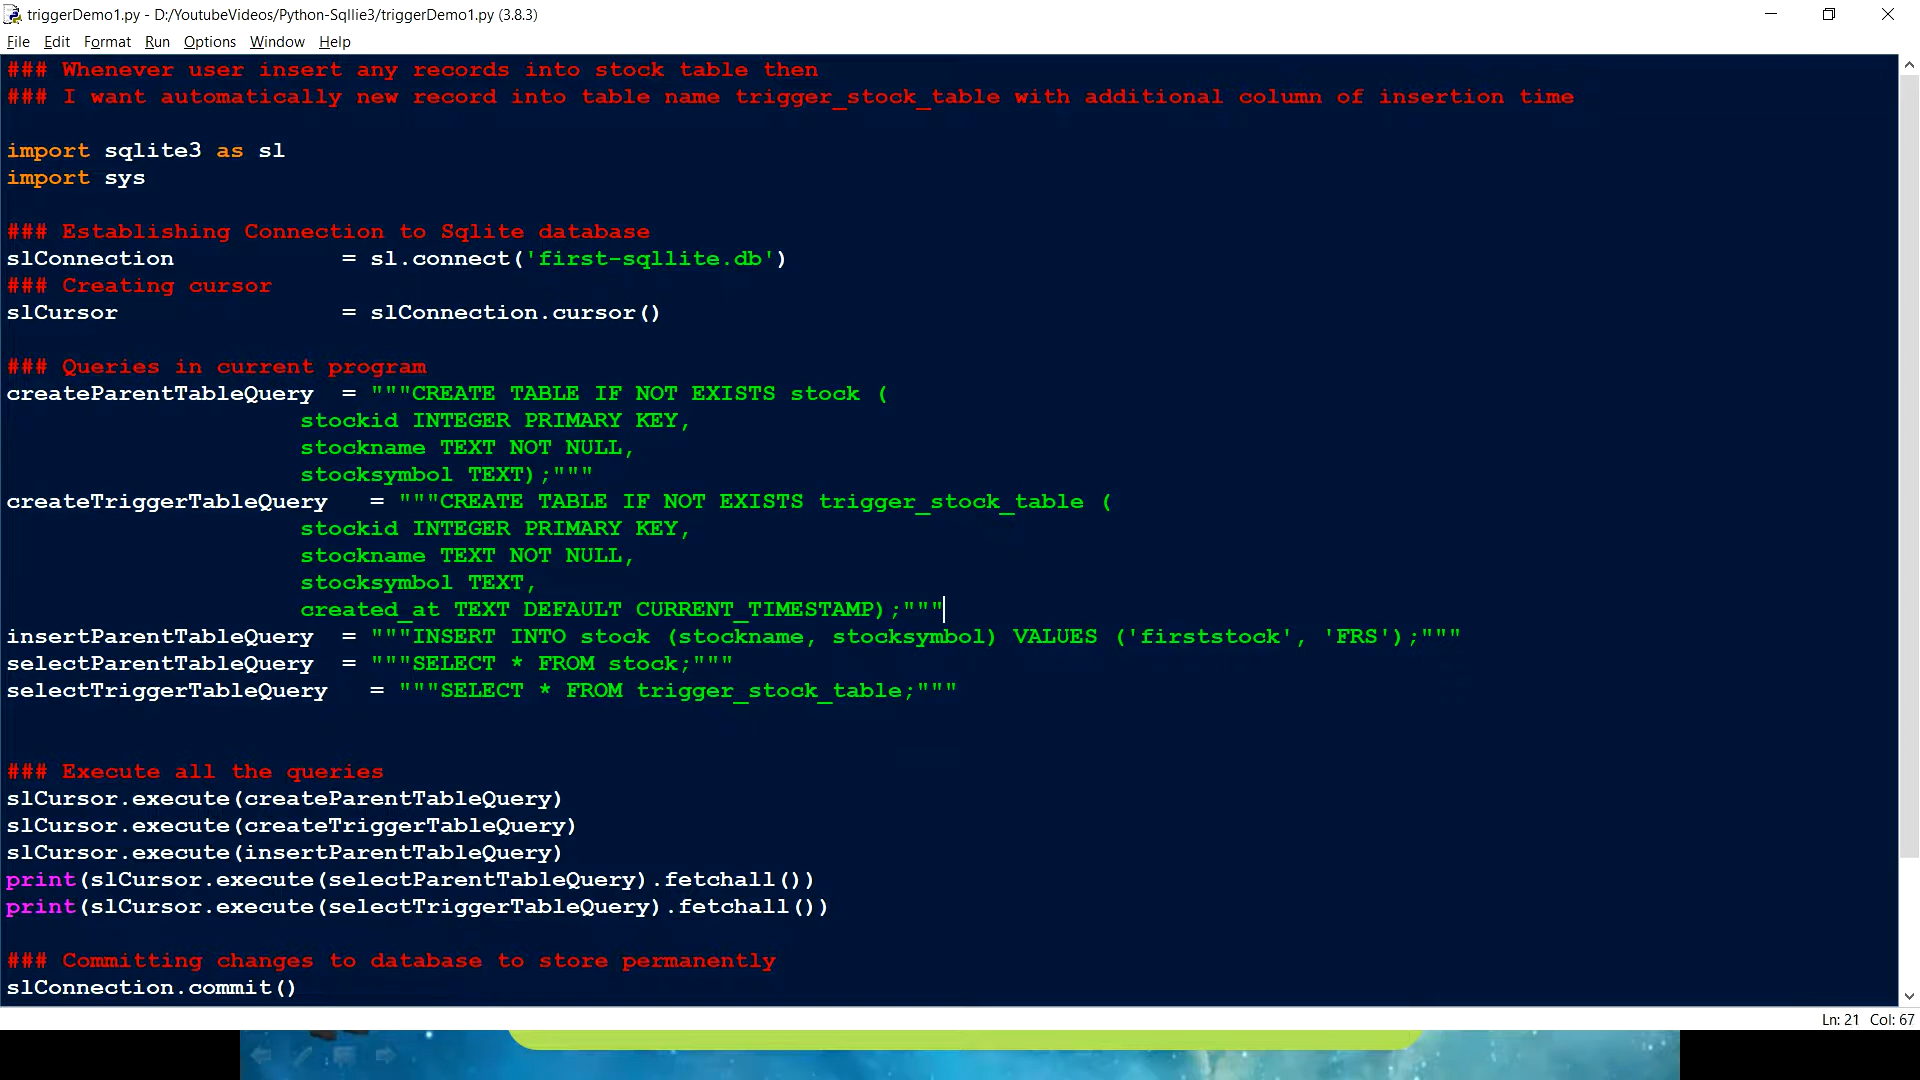 triggerDemo1.py - D:/YoutubeVideos/Python-Sqllie3/triggerDemo1.py (3.8.3)
File Edit Format Run Options Window Help
### Whenever user insert any records into stock table then
### I want automatically new record into table name trigger_stock_table with additional column of insertion time
import sqlite3 as sl
import sys
### Establishing Connection to Sqlite database
slConnection = sl.connect('first-sqllite.db')
### Creating cursor
slCursor = slConnection.cursor()
### Queries in current program
createParentTableQuery = """CREATE TABLE IF NOT EXISTS stock (
stockid INTEGER PRIMARY KEY,
stockname TEXT NOT NULL,
stocksymbol TEXT);"""
createTriggerTableQuery = """CREATE TABLE IF NOT EXISTS trigger_stock_table (
stockid INTEGER PRIMARY KEY,
stockname TEXT NOT NULL,
stocksymbol TEXT,
created_at TEXT DEFAULT CURRENT_TIMESTAMP);"""
insertParentTableQuery = """INSERT INTO stock (stockname, stocksymbol) VALUES ('firststock', 'FRS');"""
selectParentTableQuery = """SELECT * FROM stock;"""
selectTriggerTableQuery = """SELECT * FROM trigger_stock_table;"""
### Execute all the queries
slCursor.execute(createParentTableQuery)
slCursor.execute(createTriggerTableQuery)
slCursor.execute(insertParentTableQuery)
print(slCursor.execute(selectParentTableQuery).fetchall())
print(slCursor.execute(selectTriggerTableQuery).fetchall())
### Committing changes to database to store permanently
slConnection.commit()
Ln: 21 Col: 67